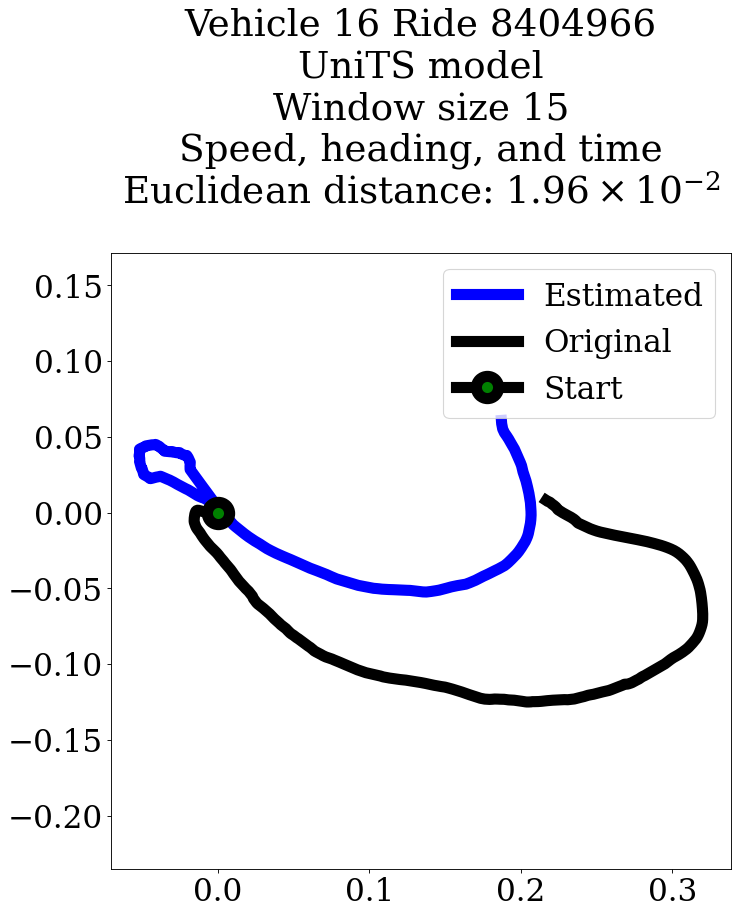 Vehicle 16 Ride 8404966
UniTS model
Window size 15
Speed, heading, and time
Euclidean distance: 1.96 × 10⁻²
Estimated
Original
Start
0.15
0.10
0.05
0.00
−0.05
−0.10
−0.15
−0.20
0.0 0.1 0.2 0.3